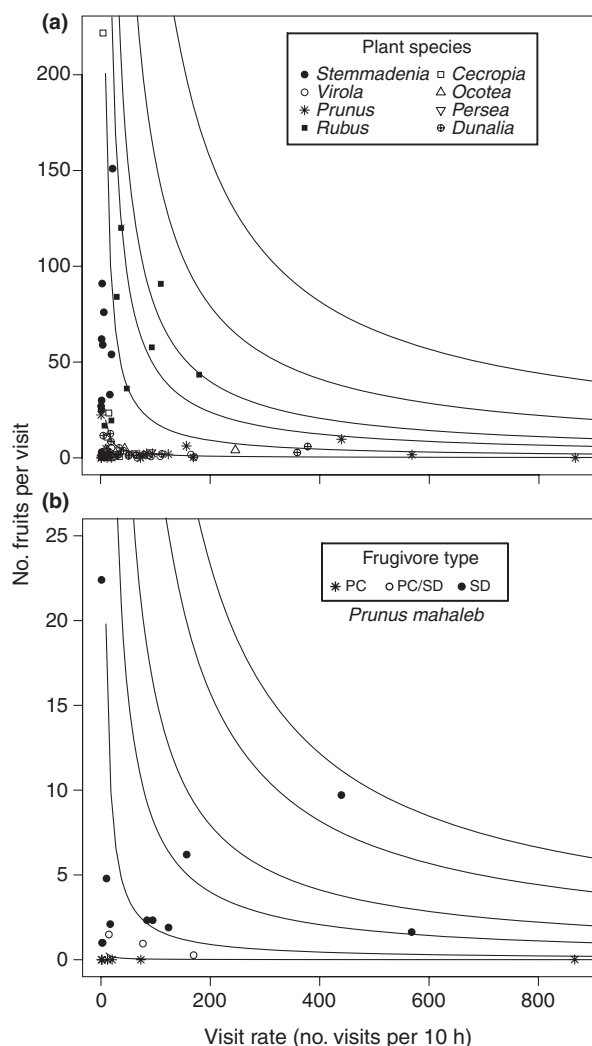 (a)
Plant species
Stemmadenia Cecropia
Virola Ocotea
Prunus Persea
Rubus Dunalia
200
150
100
50
0
No. fruits per visit
(b)
Frugivore type
PC PC/SD SD
Prunus mahaleb
25
20
15
10
5
0
0 200 400 600 800
Visit rate (no. visits per 10 h)